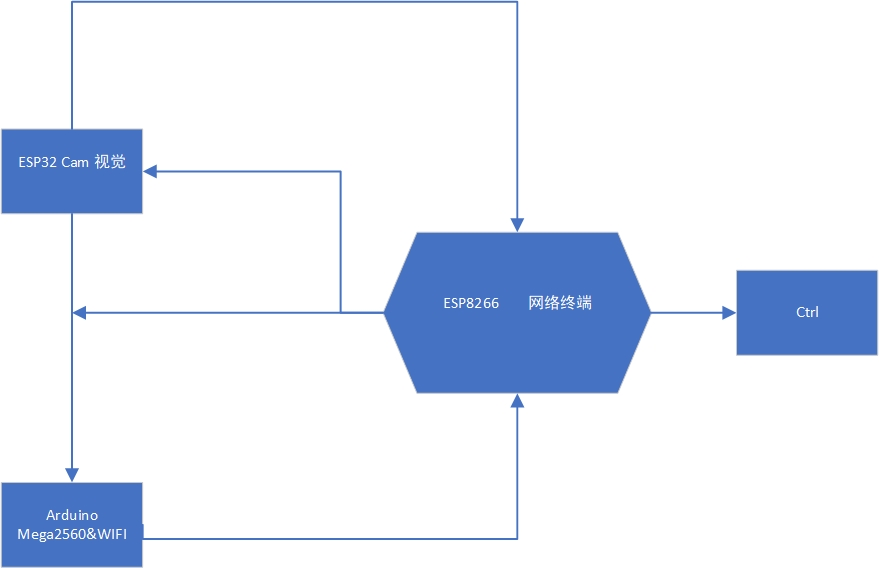 ESP32 Cam 视觉
ESP8266 网络终端
Ctrl
Arduino
Mega2560&WIFI